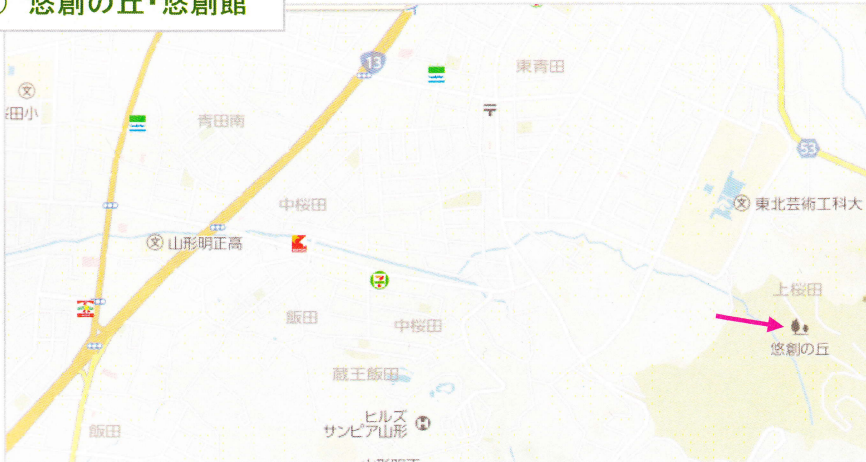 悠創の丘・悠創館
13
東青田
文
桜田小
青田南
〒
53
中桜田
文 山形明正高
文 東北芸術工科大
上桜田
飯田
中桜田
悠創の丘
蔵王飯田
ヒルズ
サンピア山形
H
飯田